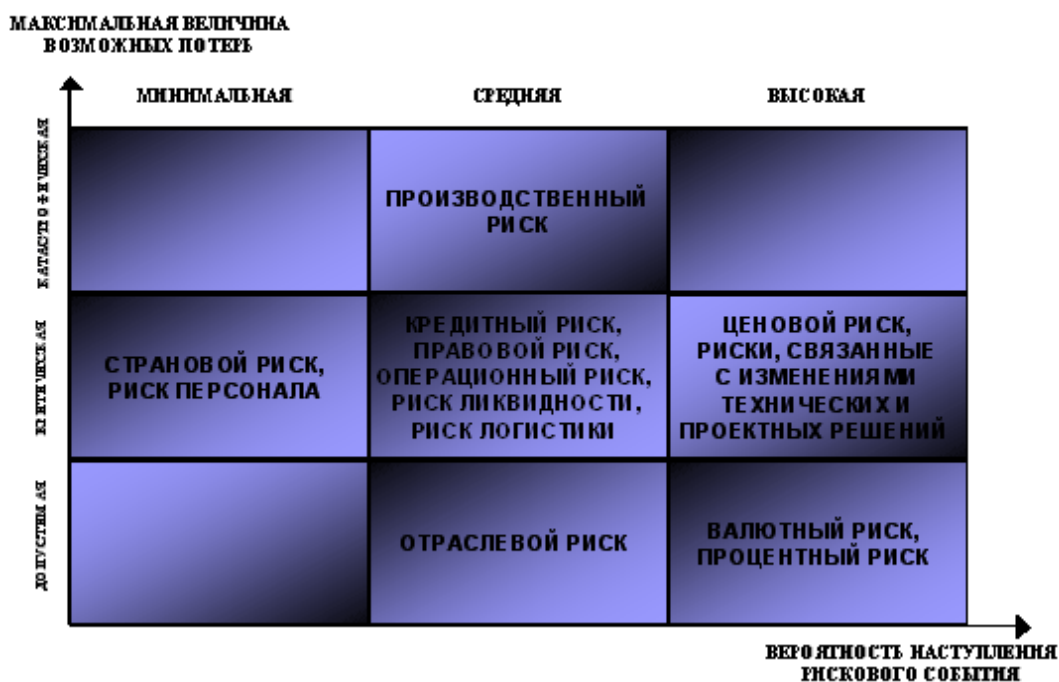 МАКСИМАЛЬНАЯ ВЕЛИЧИНА
ВОЗМОЖНЫХ ПОТЕРЬ
МИНИМАЛЬНАЯ
СРЕДНЯЯ
ВЫСОКАЯ
КАТАСТРОФИЧЕСКАЯ
ПРОИЗВОДСТВЕННЫЙ
РИСК
КРИТИЧЕСКАЯ
СТРАНОВОЙ РИСК,
РИСК ПЕРСОНАЛА
КРЕДИТНЫЙ РИСК,
ПРАВОВОЙ РИСК,
ОПЕРАЦИОННЫЙ РИСК,
РИСК ЛИКВИДНОСТИ,
РИСК ЛОГИСТИКИ
ЦЕНОВОЙ РИСК,
РИСКИ, СВЯЗАННЫЕ
С ИЗМЕНЕНИЯМИ
ТЕХНИЧЕСКИХ И
ПРОЕКТНЫХ РЕШЕНИЙ
ДОПУСТИМАЯ
ОТРАСЛЕВОЙ РИСК
ВАЛЮТНЫЙ РИСК,
ПРОЦЕНТНЫЙ РИСК
ВЕРОЯТНОСТЬ НАСТУПЛЕНИЯ
РИСКОВОГО СОБЫТИЯ